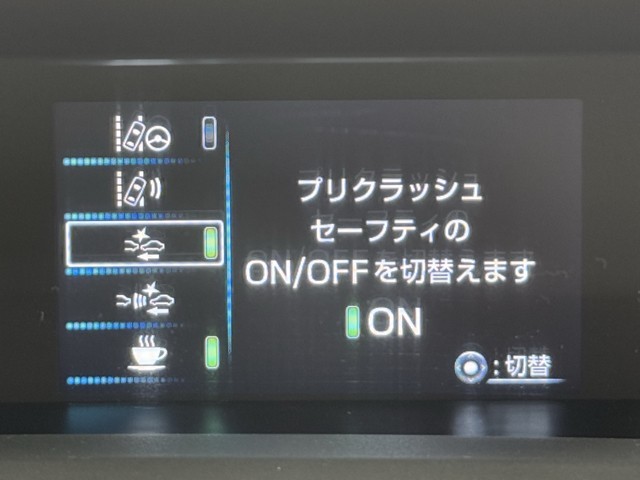 プリクラッシュ
セーフティの
ON/OFFを切替えます
ON
:切替